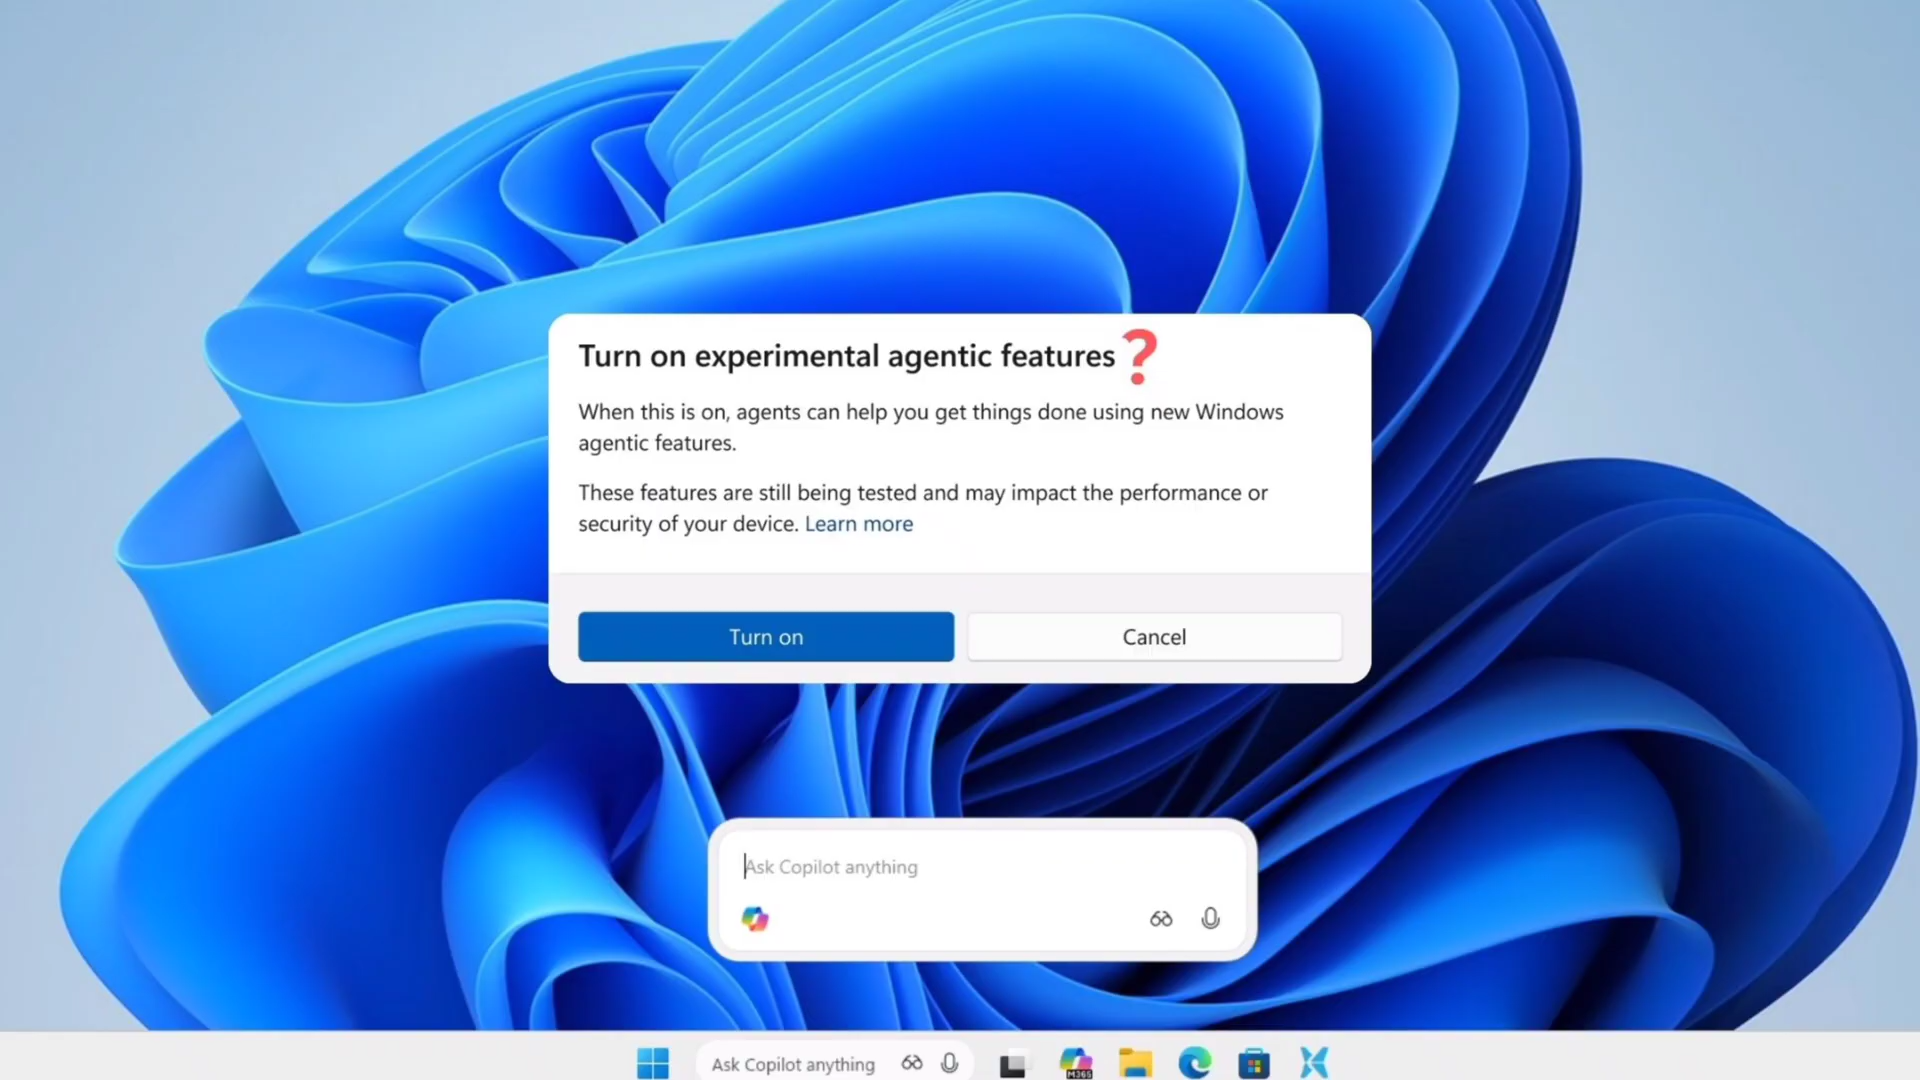 Turn on experimental agentic features❓
When this is on, agents can help you get things done using new Windows
agentic features.
These features are still being tested and may impact the performance or
security of your device. Learn more
Turn on
Cancel
Ask Copilot anything
Ask Copilot anything
M365